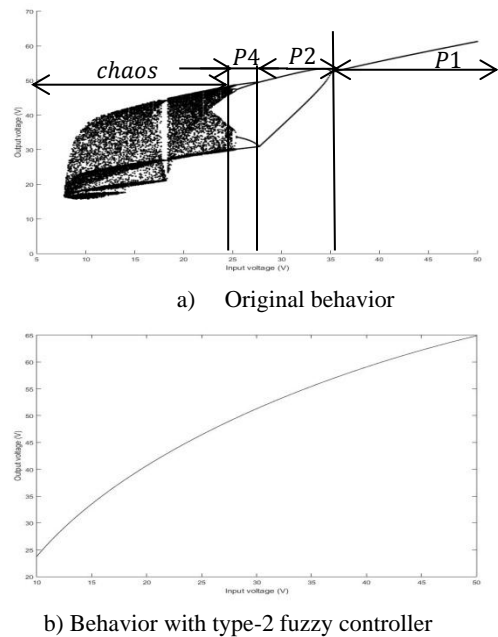 70
60
50
40
30
20
10
0
Output voltage (V)
chaos
P4
P2
P1
5 10 15 20 25 30 35 40 45 50
Input voltage (V)
a) Original behavior
65
60
55
50
45
40
35
30
25
20
Output voltage (V)
10 15 20 25 30 35 40 45 50
Input voltage (V)
b) Behavior with type-2 fuzzy controller